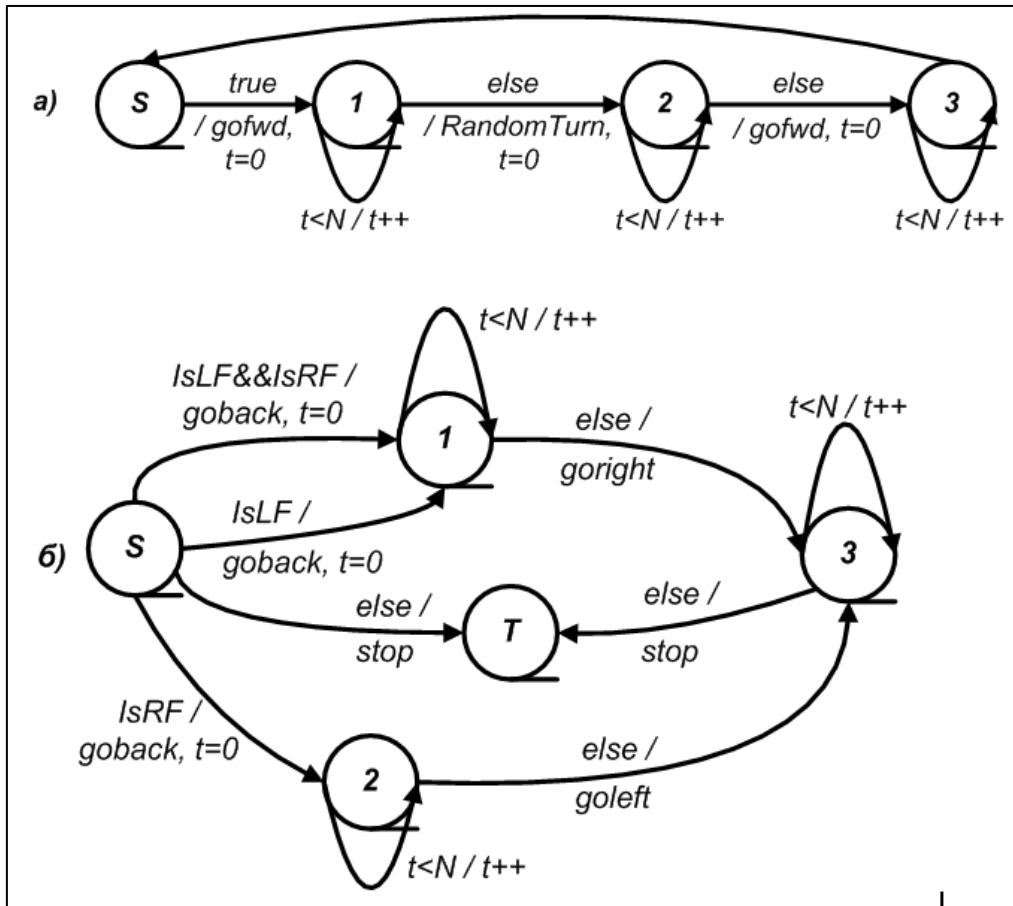 а)
S
true
/ gofwd,
t=0
1
t<N / t++
else
/ RandomTurn,
t=0
2
t<N / t++
else
/ gofwd, t=0
3
t<N / t++
б)
S
IsLF&&IsRF /
goback, t=0
t<N / t++
1
else /
goright
t<N / t++
3
IsLF /
goback, t=0
else /
stop
T
else /
stop
IsRF /
goback, t=0
2
t<N / t++
else /
goleft